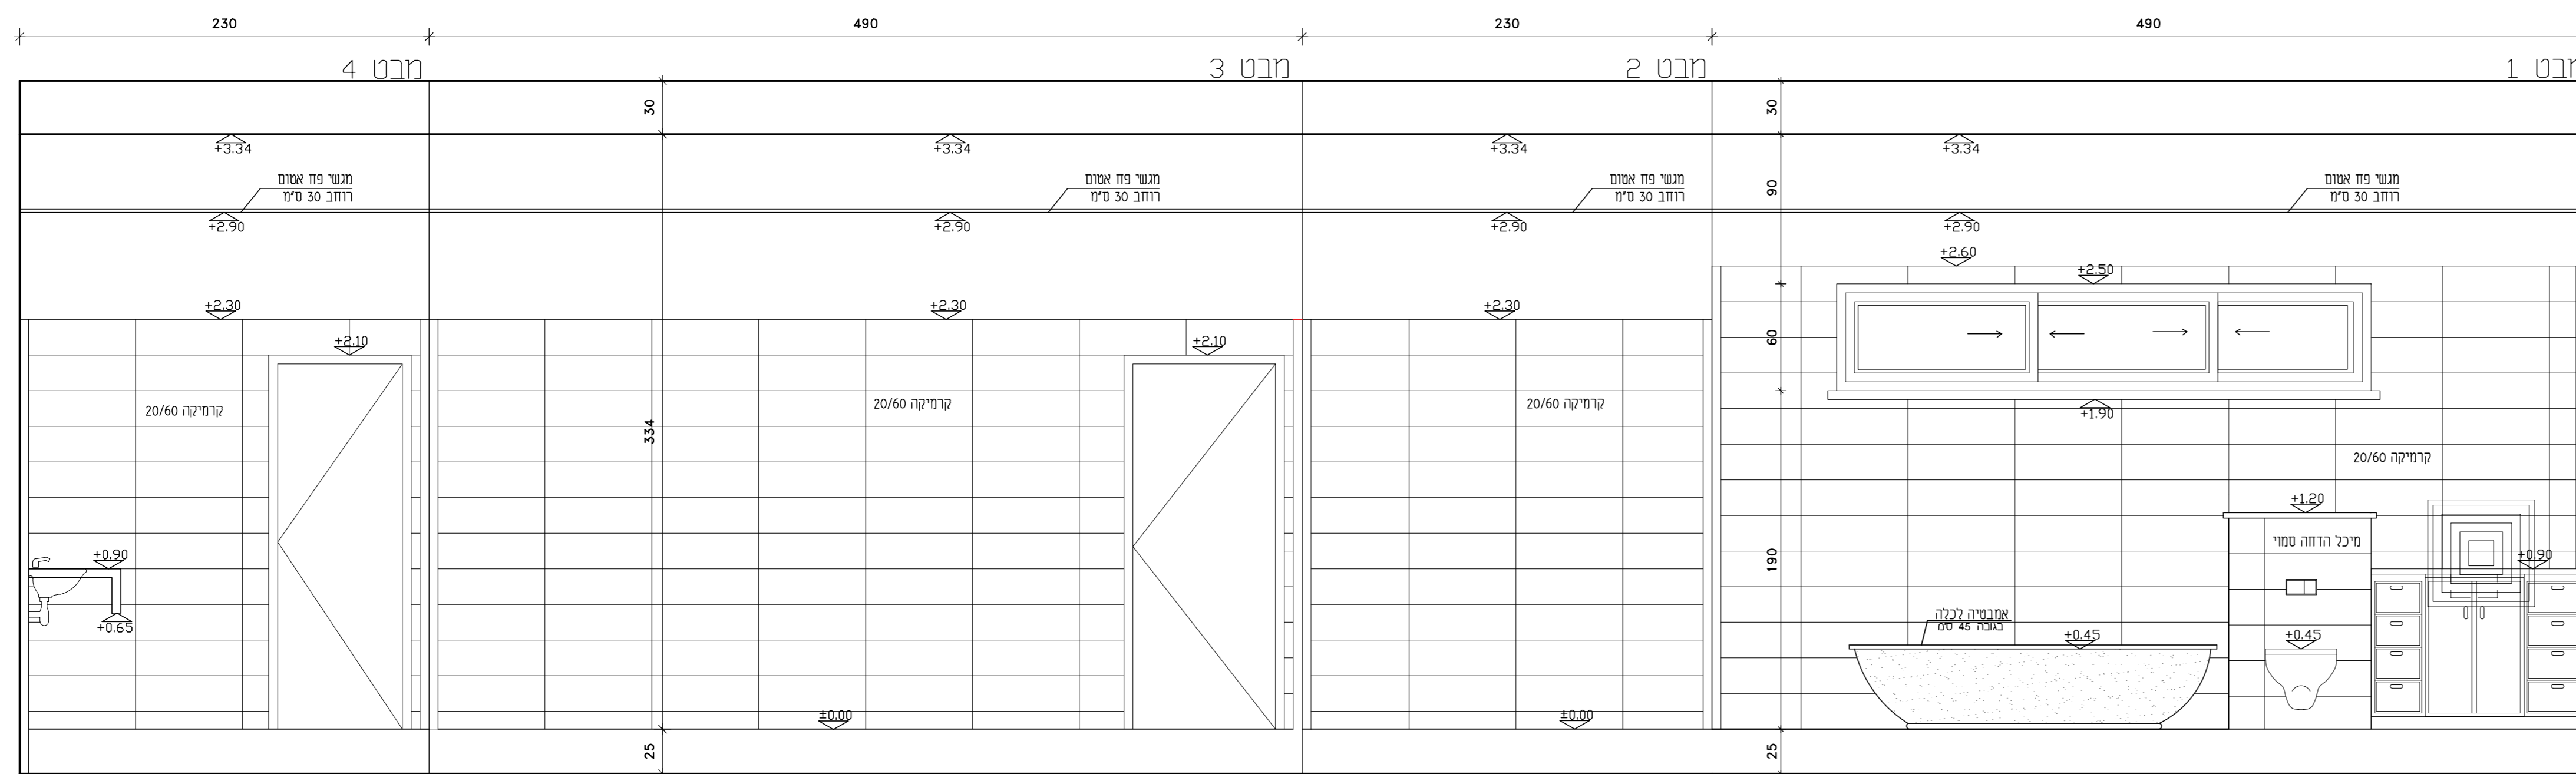 230
490
230
490
מבט 4
מבט 3
מבט 2
מבט 1
30
30
+3.34
+3.34
+3.34
+3.34
מגשי פח אטום
רוחב 30 ס"מ
מגשי פח אטום
רוחב 30 ס"מ
מגשי פח אטום
רוחב 30 ס"מ
מגשי פח אטום
רוחב 30 ס"מ
90
+2.90
+2.90
+2.90
+2.90
+2.60
+2.50
+2.30
+2.30
+2.30
+2.10
+2.10
60
קרמיקה 20/60
קרמיקה 20/60
קרמיקה 20/60
+1.90
334
קרמיקה 20/60
+1.20
מיכל הדחה סמוי
+0.90
+0.90
190
+0.65
אמבטיה לכלה
בגובה 45 סמ
+0.45
+0.45
±0.00
±0.00
25
25